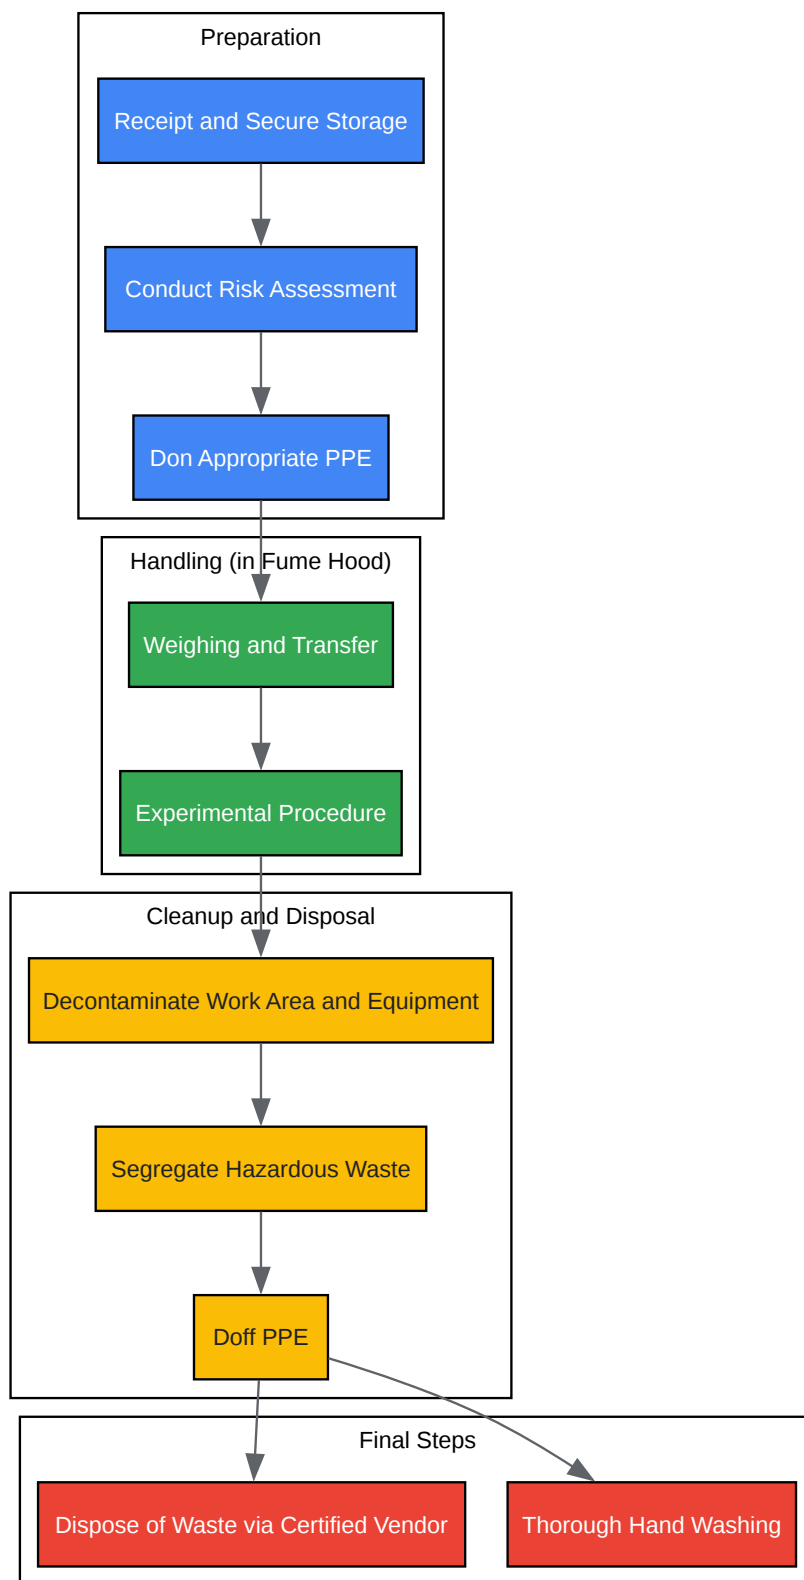 Preparation
Receipt and Secure Storage
Conduct Risk Assessment
Don Appropriate PPE
Handling (in Fume Hood)
Weighing and Transfer
Experimental Procedure
Cleanup and Disposal
Decontaminate Work Area and Equipment
Segregate Hazardous Waste
Doff PPE
Final Steps
Dispose of Waste via Certified Vendor
Thorough Hand Washing